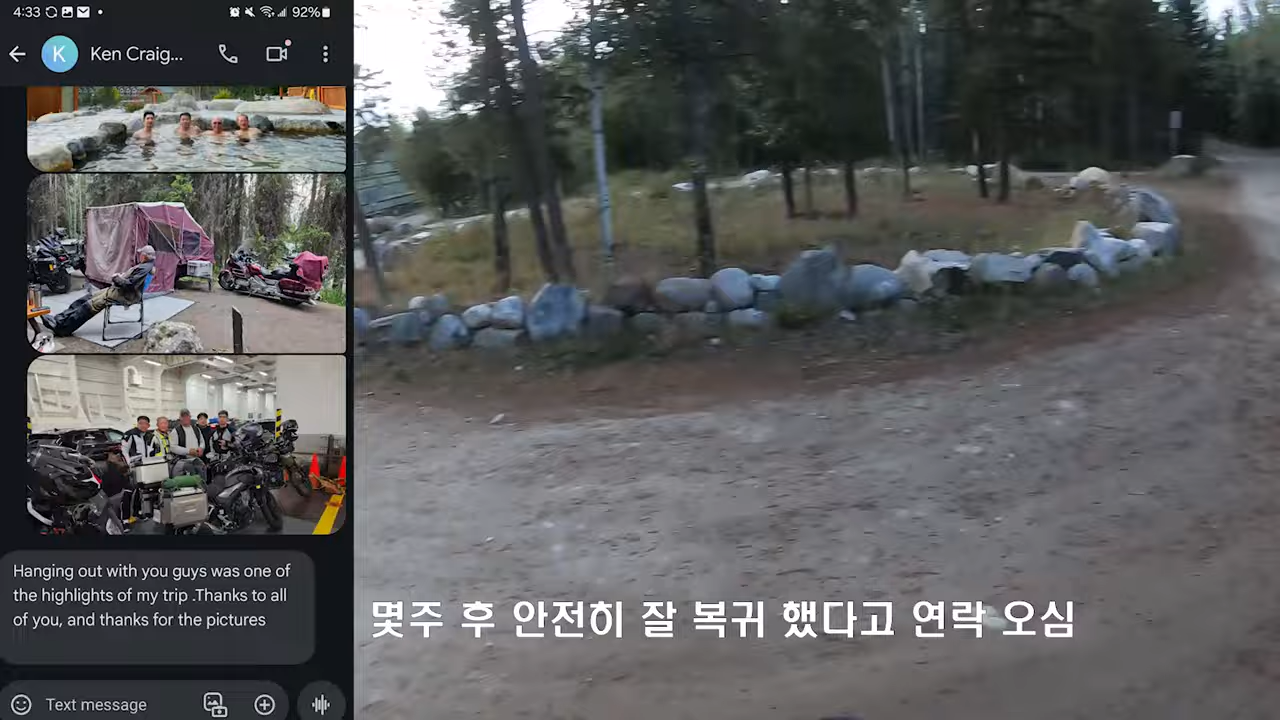 4:33
92%
K
Ken Craig...
Hanging out with you guys was one of
the highlights of my trip .Thanks to all
of you, and thanks for the pictures
Text message
몇주 후 안전히 잘 복귀 했다고 연락 오심